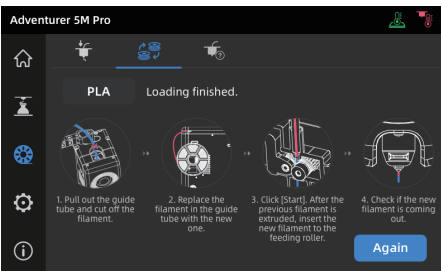 Adventurer 5M Pro
PLA
Loading finished.
1. Pull out the guide
tube and cut off the
filament.
2. Replace the
filament in the guide
tube with the new
one.
3. Click [Start]. After the
previous filament is
extruded, insert the
new filament to the
feeding roller.
4. Check if the new
filament is coming
out.
Again